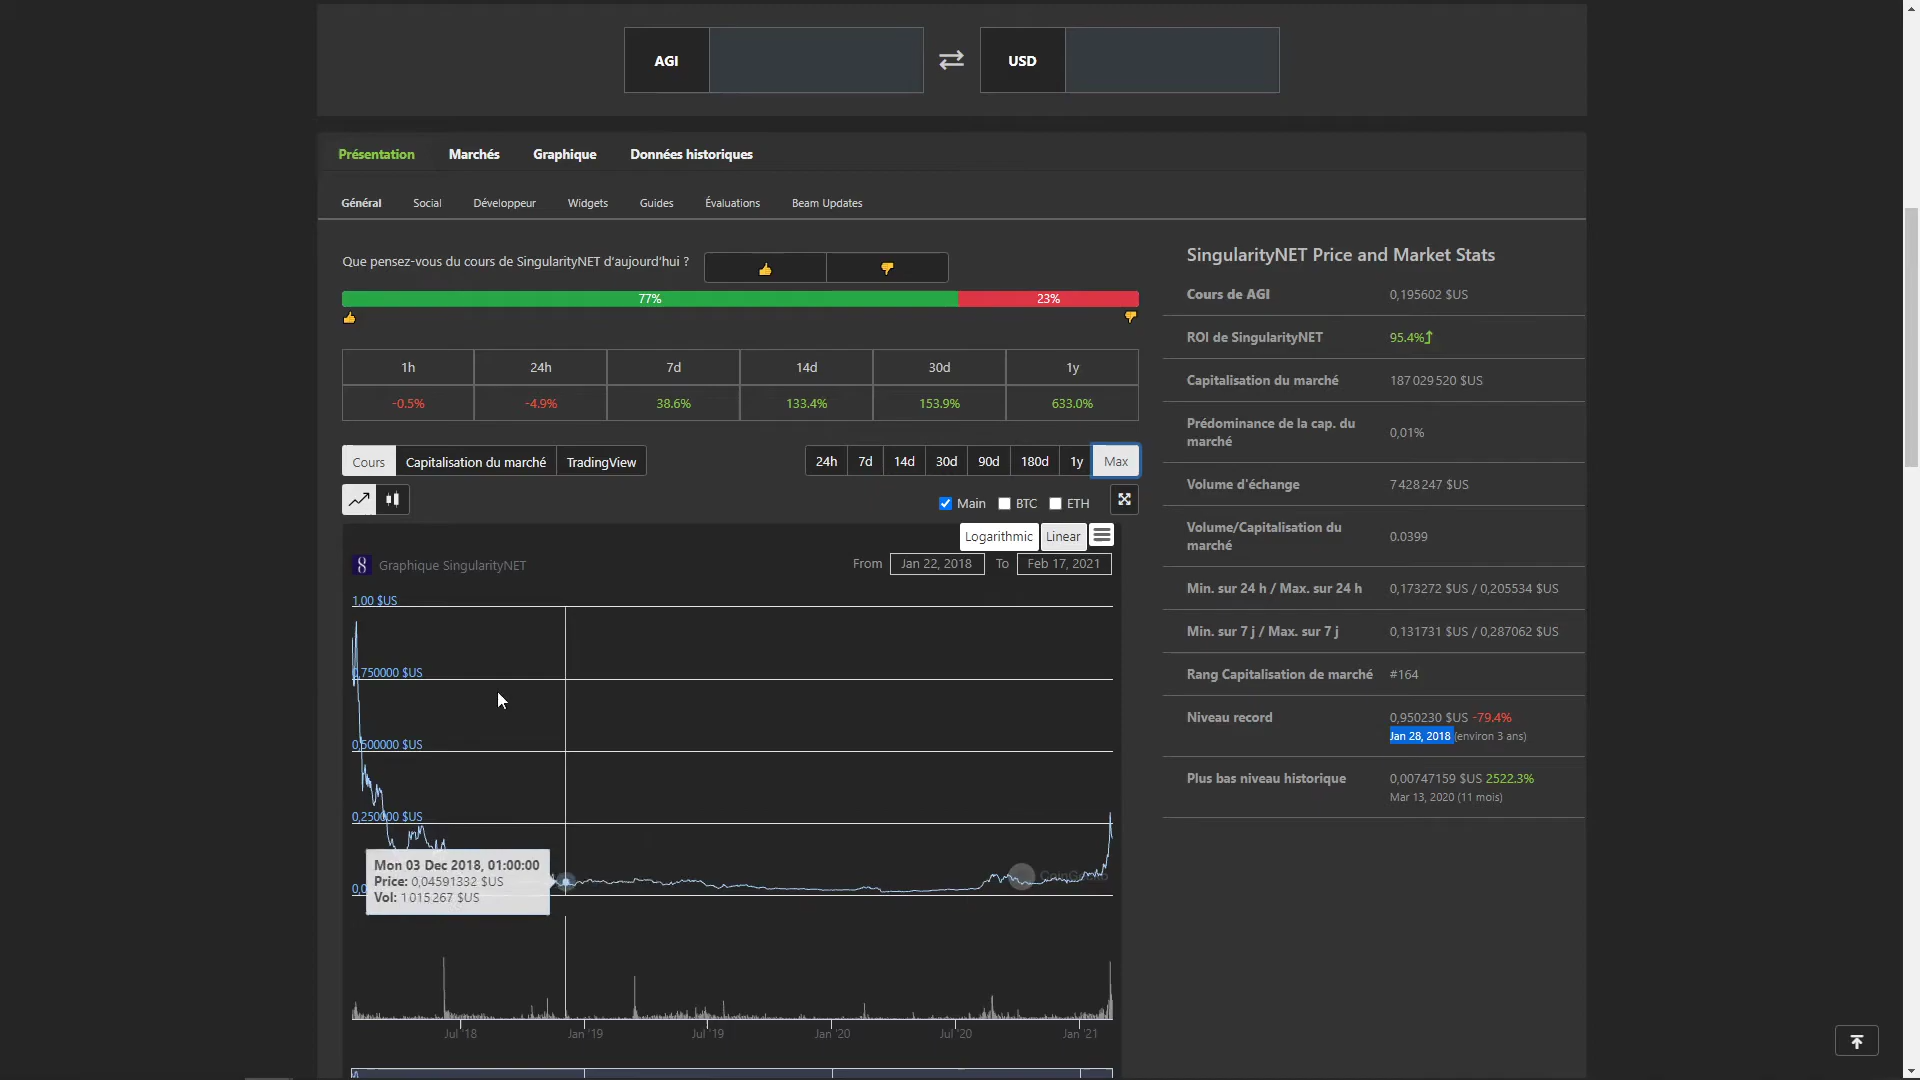 AGI
USD
Présentation Marchés Graphique Données historiques
Général Social Développeur Widgets Guides Évaluations Beam Updates
Que pensez-vous du cours de SingularityNET d'aujourd'hui ?
77% 23%
1h 24h 7d 14d 30d 1y
-0.5% -4.9% 38.6% 133.4% 153.9% 633.0%
Cours Capitalisation du marché TradingView
24h 7d 14d 30d 90d 180d 1y Max
Main BTC ETH
Logarithmic Linear
Graphique SingularityNET
From Jan 22, 2018 To Feb 17, 2021
1.00 $US
0,750000 $US
0,500000 $US
0,250000 $US
0,0
Mon 03 Dec 2018, 01:00:00
Price: 0,04591332 $US
Vol: 1 015 267 $US
CoinGecko
Jul '18 Jan '19 Jul '19 Jan '20 Jul '20 Jan '21
SingularityNET Price and Market Stats
Cours de AGI 0,195602 $US
ROI de SingularityNET 95.4%
Capitalisation du marché 187 029 520 $US
Prédominance de la cap. du
marché 0,01%
Volume d'échange 7 428 247 $US
Volume/Capitalisation du
marché 0.0399
Min. sur 24 h / Max. sur 24 h 0,173272 $US / 0,205534 $US
Min. sur 7 j / Max. sur 7 j 0,131731 $US / 0,287062 $US
Rang Capitalisation de marché #164
Niveau record 0,950230 $US -79.4%
Jan 28, 2018 (environ 3 ans)
Plus bas niveau historique 0,00747159 $US 2522.3%
Mar 13, 2020 (11 mois)